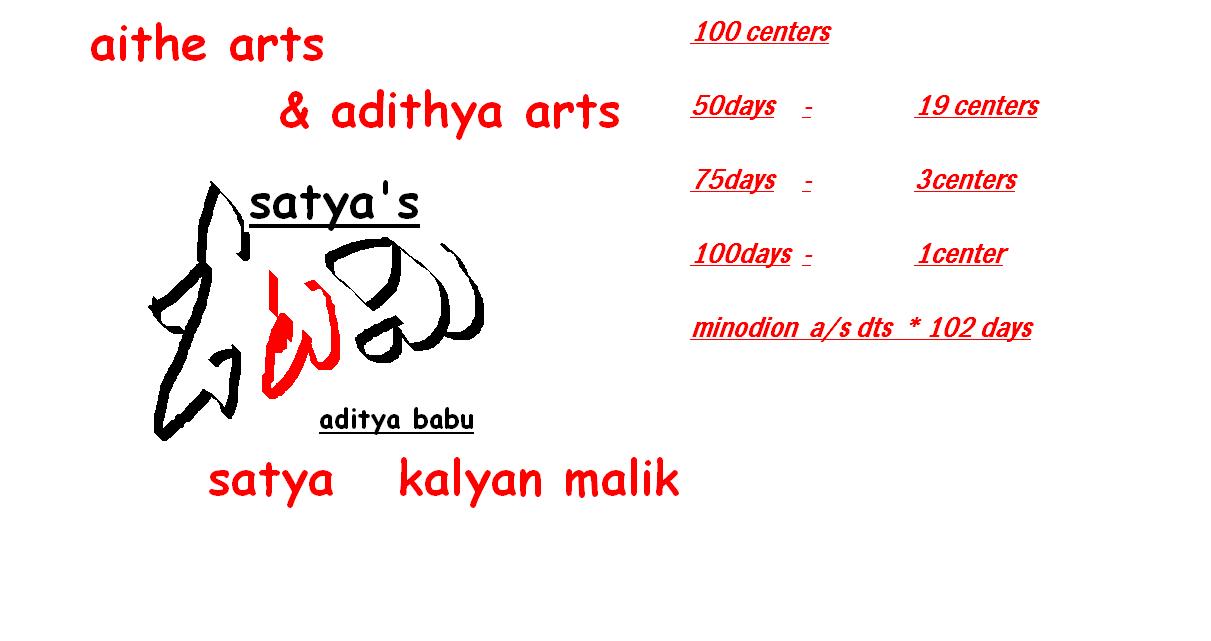 aithe arts
& adithya arts
satya's
aditya babu
satya kalyan malik
100 centers
50days - 19 centers
75days - 3centers
100days - 1center
minodion a/s dts * 102 days